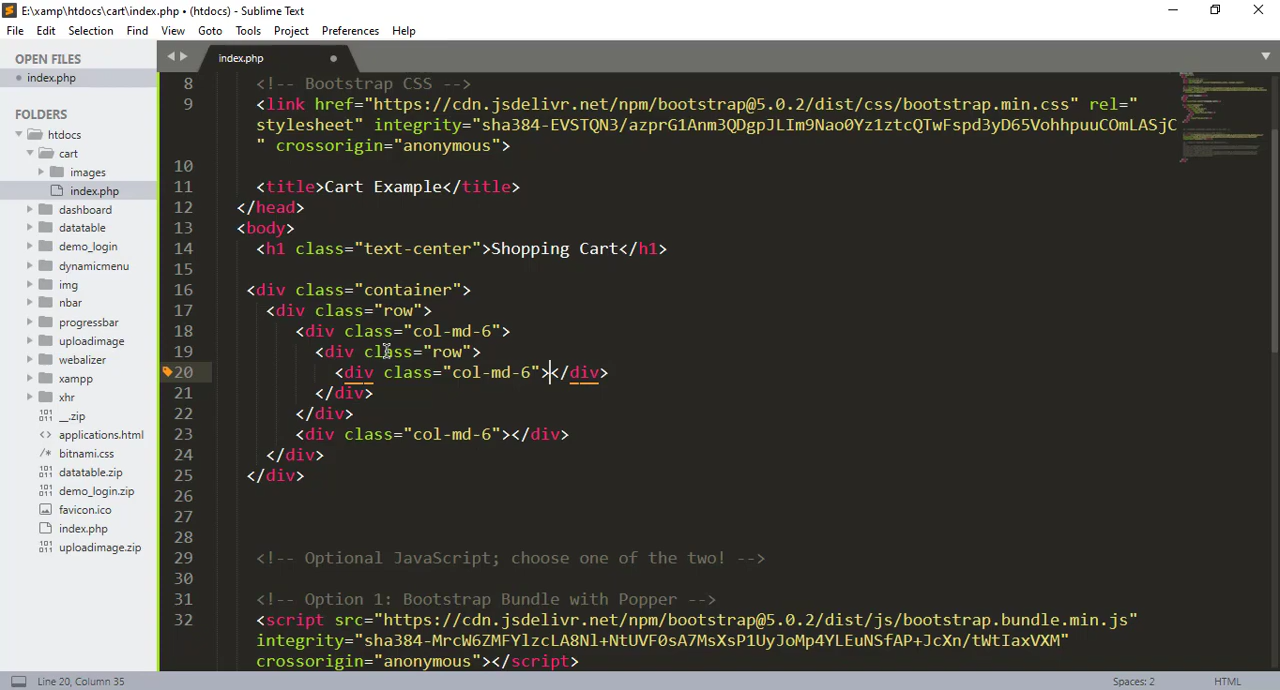 E:\xamp\htdocs\cart\index.php • (htdocs) - Sublime Text
File Edit Selection Find View Goto Tools Project Preferences Help
OPEN FILES
index.php
FOLDERS
htdocs
cart
images
index.php
dashboard
datatable
demo_login
dynamicmenu
img
nbar
progressbar
uploadimage
webalizer
xampp
xhr
__.zip
applications.html
bitnami.css
datatable.zip
demo_login.zip
favicon.ico
index.php
uploadimage.zip
index.php
8 <!-- Bootstrap CSS -->
9 <link href="https://cdn.jsdelivr.net/npm/bootstrap@5.0.2/dist/css/bootstrap.min.css" rel="
stylesheet" integrity="sha384-EVSTQN3/azprG1Anm3QDgpJLIm9Nao0Yz1ztcQTwFspd3yD65VohhpuuCOmLASjC
" crossorigin="anonymous">
10
11 <title>Cart Example</title>
12 </head>
13 <body>
14 <h1 class="text-center">Shopping Cart</h1>
15
16 <div class="container">
17 <div class="row">
18 <div class="col-md-6">
19 <div class="row">
20 <div class="col-md-6"></div>
21 </div>
22 </div>
23 <div class="col-md-6"></div>
24 </div>
25 </div>
26
27
28
29 <!-- Optional JavaScript; choose one of the two! -->
30
31 <!-- Option 1: Bootstrap Bundle with Popper -->
32 <script src="https://cdn.jsdelivr.net/npm/bootstrap@5.0.2/dist/js/bootstrap.bundle.min.js"
integrity="sha384-MrcW6ZMFYlzcLA8Nl+NtUVF0sA7MsXsP1UyJoMp4YLEuNSfAP+JcXn/tWtIaxVXM"
crossorigin="anonymous"></script>
Line 20, Column 35
Spaces: 2
HTML